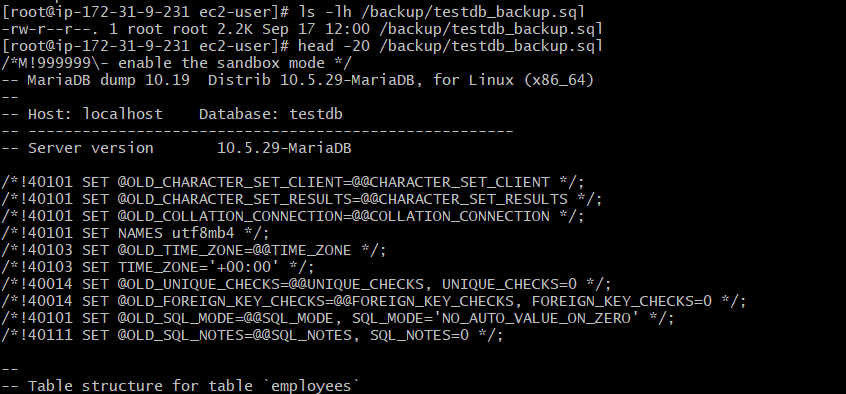 [root@ip-172-31-9-231 ec2-user]# ls -lh /backup/testdb_backup.sql
-rw-r--r--. 1 root root 2.2K Sep 17 12:00 /backup/testdb_backup.sql
[root@ip-172-31-9-231 ec2-user]# head -20 /backup/testdb_backup.sql
/*M!999999\- enable the sandbox mode */
-- MariaDB dump 10.19  Distrib 10.5.29-MariaDB, for Linux (x86_64)
--
-- Host: localhost    Database: testdb
-- ------------------------------------------------------
-- Server version       10.5.29-MariaDB
/*!40101 SET @OLD_CHARACTER_SET_CLIENT=@@CHARACTER_SET_CLIENT */;
/*!40101 SET @OLD_CHARACTER_SET_RESULTS=@@CHARACTER_SET_RESULTS */;
/*!40101 SET @OLD_COLLATION_CONNECTION=@@COLLATION_CONNECTION */;
/*!40101 SET NAMES utf8mb4 */;
/*!40103 SET @OLD_TIME_ZONE=@@TIME_ZONE */;
/*!40103 SET TIME_ZONE='+00:00' */;
/*!40014 SET @OLD_UNIQUE_CHECKS=@@UNIQUE_CHECKS, UNIQUE_CHECKS=0 */;
/*!40014 SET @OLD_FOREIGN_KEY_CHECKS=@@FOREIGN_KEY_CHECKS, FOREIGN_KEY_CHECKS=0 */;
/*!40101 SET @OLD_SQL_MODE=@@SQL_MODE, SQL_MODE='NO_AUTO_VALUE_ON_ZERO' */;
/*!40111 SET @OLD_SQL_NOTES=@@SQL_NOTES, SQL_NOTES=0 */;
--
-- Table structure for table `employees`